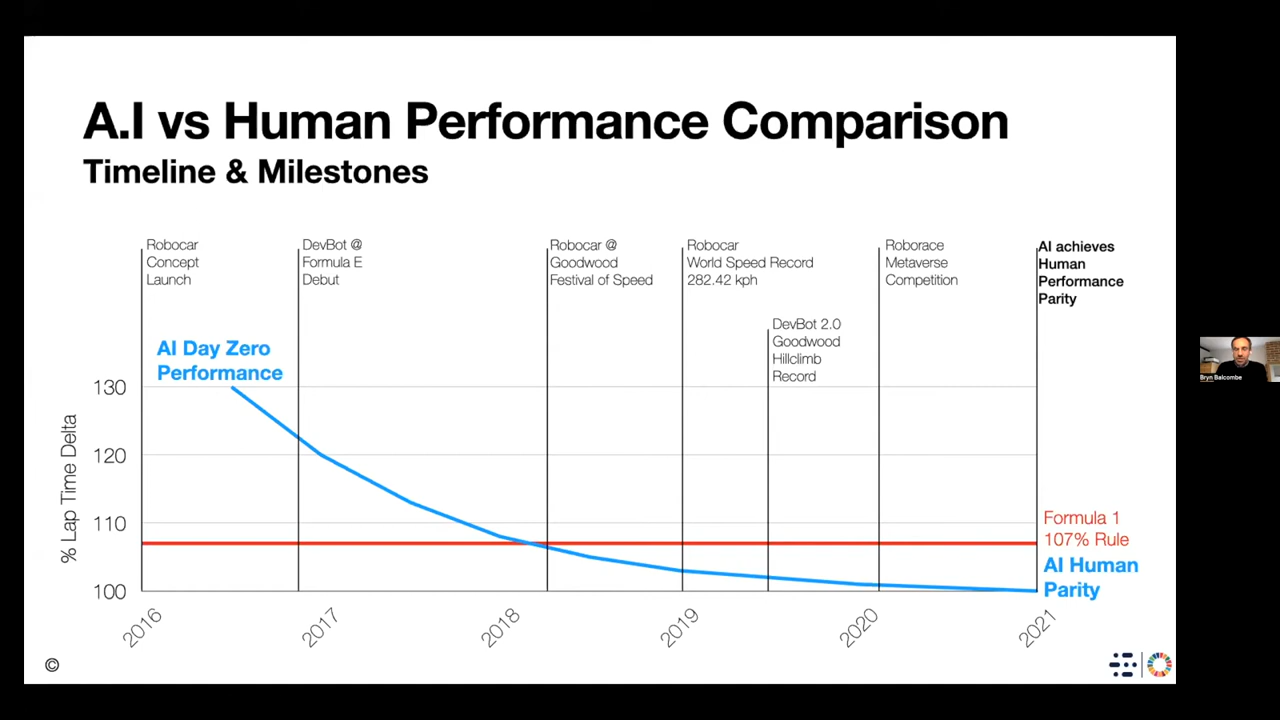 A.I vs Human Performance Comparison
Timeline & Milestones
Robocar
Concept
Launch
DevBot @
Formula E
Debut
Robocar @
Goodwood
Festival of Speed
Robocar
World Speed Record
282.42 kph
Roborace
Metaverse
Competition
AI achieves
Human
Performance
Parity
DevBot 2.0
Goodwood
Hillclimb
Record
AI Day Zero
Performance
% Lap Time Delta
130
120
110
100
Formula 1
107% Rule
AI Human
Parity
2016
2017
2018
2019
2020
2021
©
Bryn Balcombe